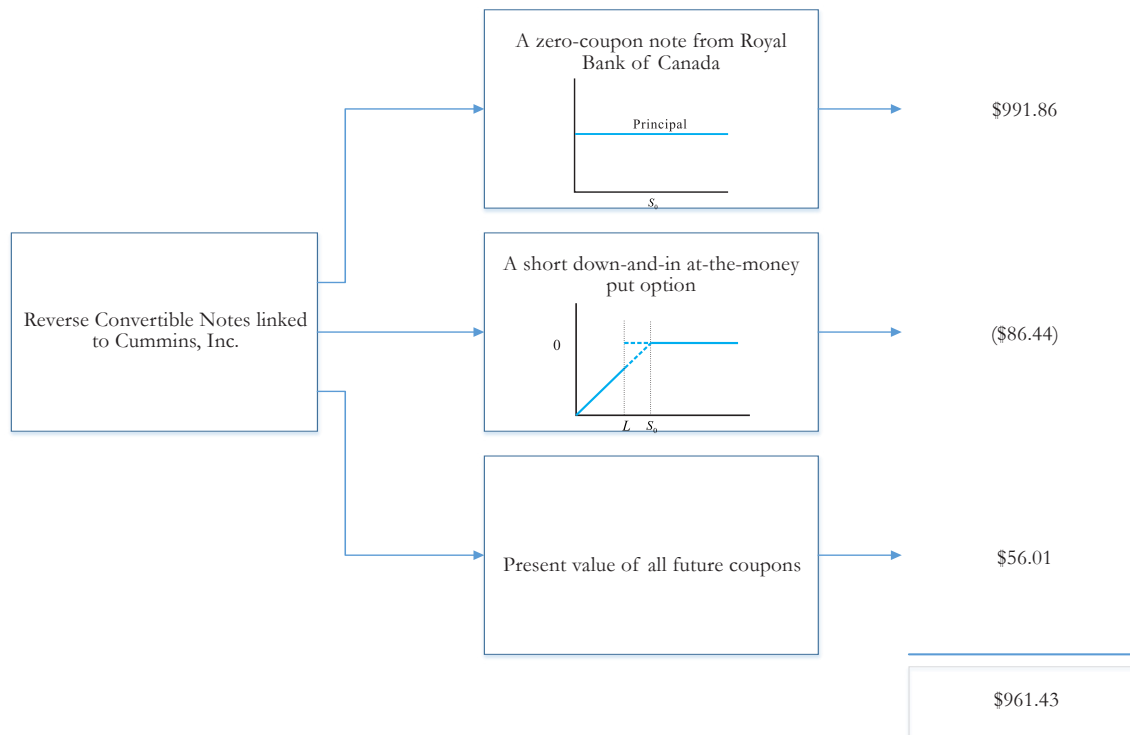 A zero-coupon note from Royal
Bank of Canada
Principal
S₀
$991.86
Reverse Convertible Notes linked
to Cummins, Inc.
A short down-and-in at-the-money
put option
0
L S₀
($86.44)
Present value of all future coupons
$56.01
$961.43